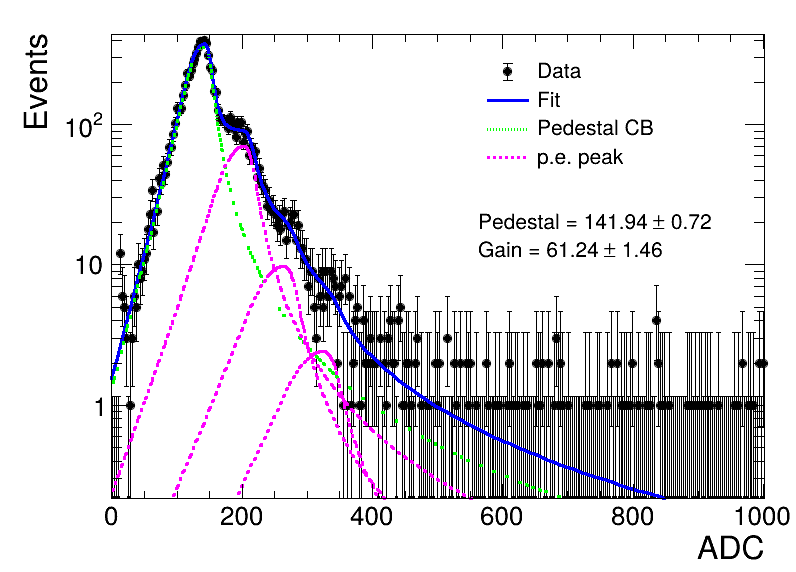 Events
10²
10
1
Data
Fit
Pedestal CB
p.e. peak
Pedestal = 141.94 ± 0.72
Gain = 61.24 ± 1.46
0 200 400 600 800 1000
ADC